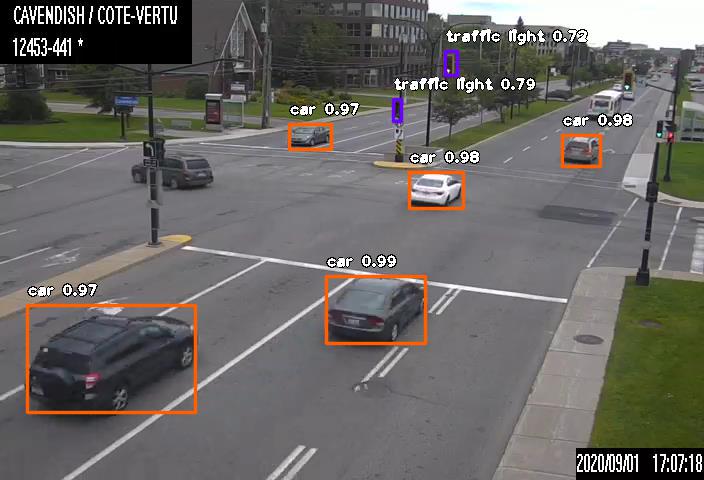 CAVENDISH / COTE-VERTU
12453-441 *
traffic light 0.72
traffic light 0.79
car 0.97
car 0.98
car 0.98
car 0.99
car 0.97
2020/09/01 17:07:18